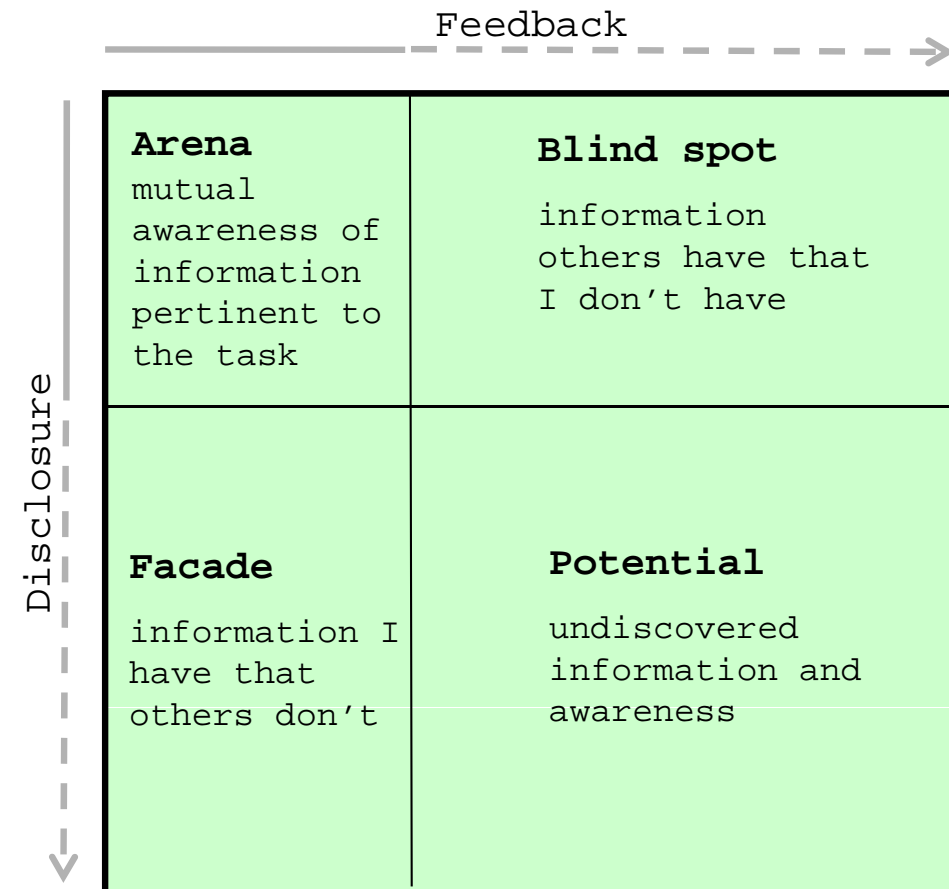 Feedback
Disclosure
Arena
mutual
awareness of
information
pertinent to
the task
Blind spot
information
others have that
I don’t have
Facade
information I
have that
others don’t
Potential
undiscovered
information and
awareness